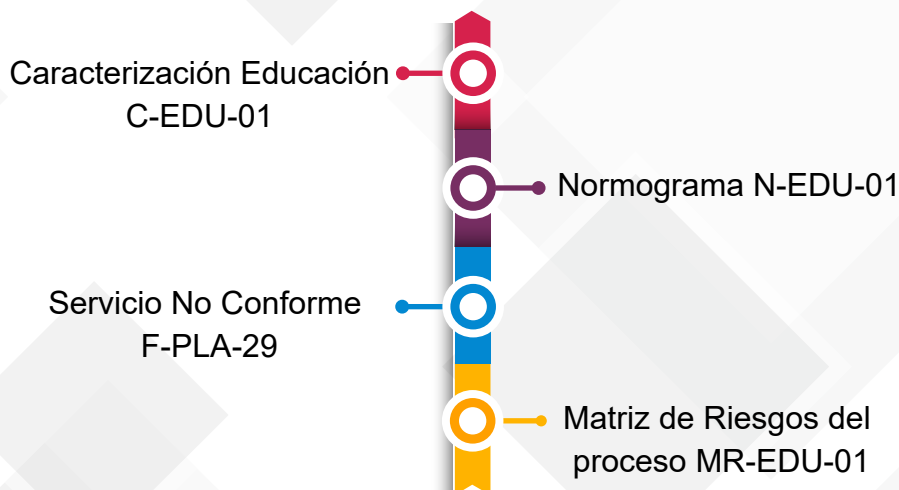 Caracterización Educación
C-EDU-01
Normograma N-EDU-01
Servicio No Conforme
F-PLA-29
Matriz de Riesgos del
proceso MR-EDU-01